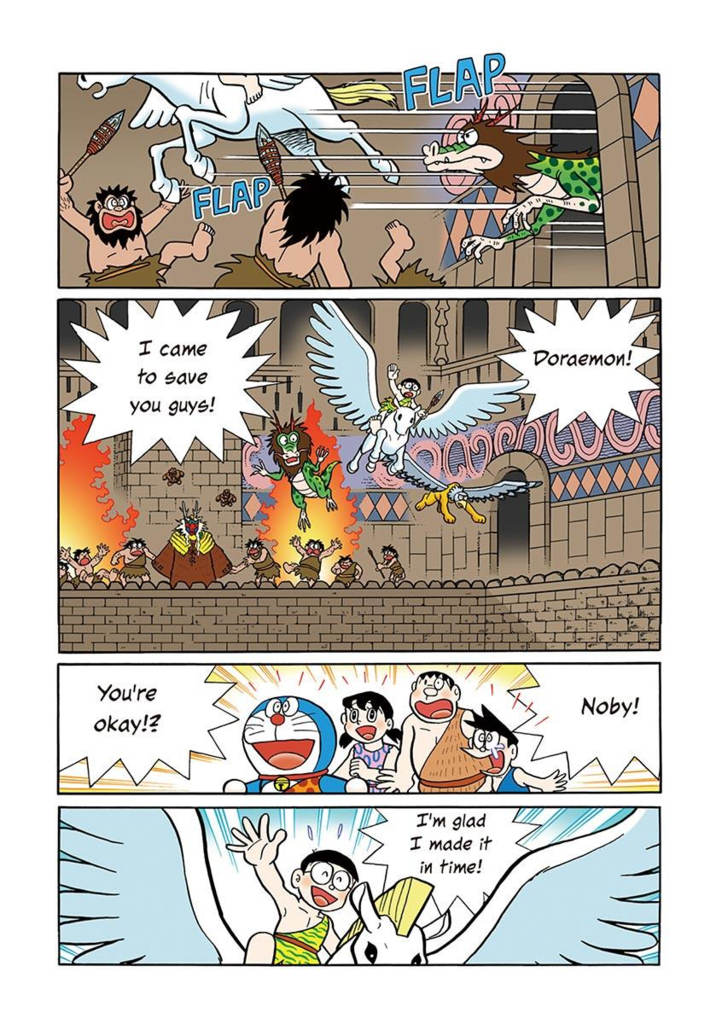 FLAP
FLAP
I came
to save
you guys!
Doraemon!
You're
okay!?
Noby!
I'm glad
I made it
in time!